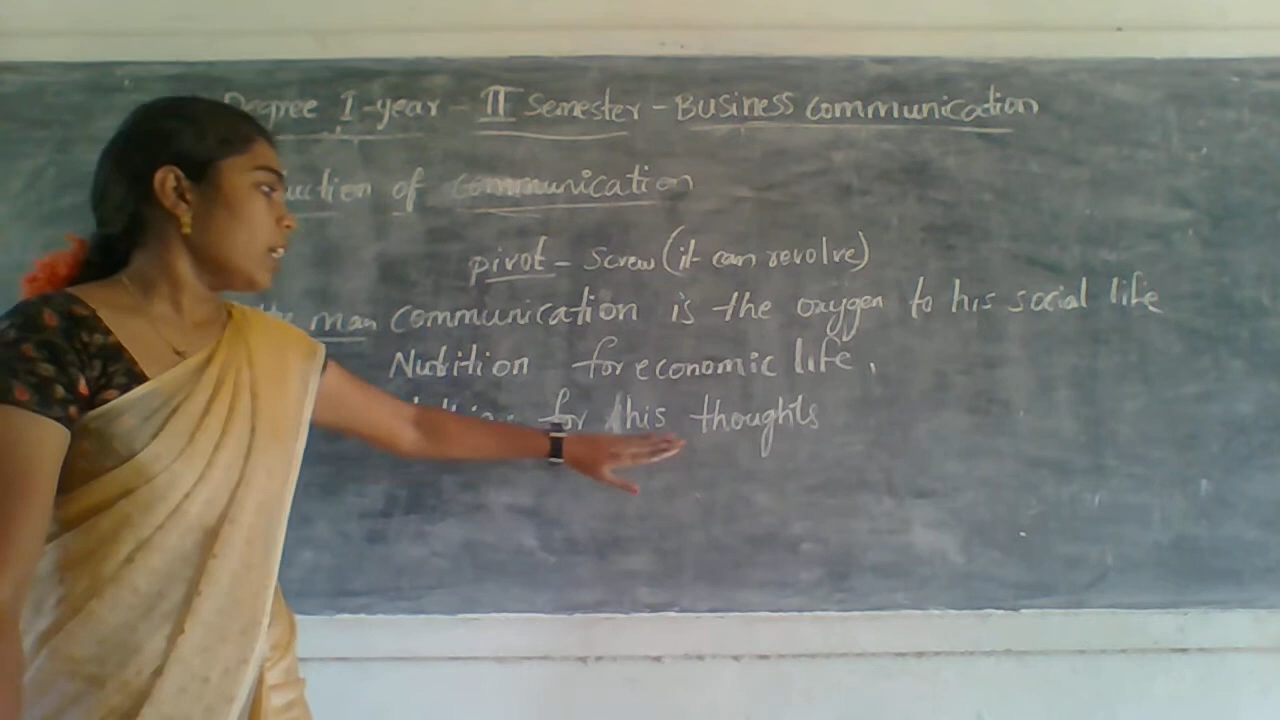 Degree I-year - II Semester - Business communication
of communication
pivot - screw (it can revolve)
man communication is the oxygen to his social life
Nutrition for economic life,
for this thoughts